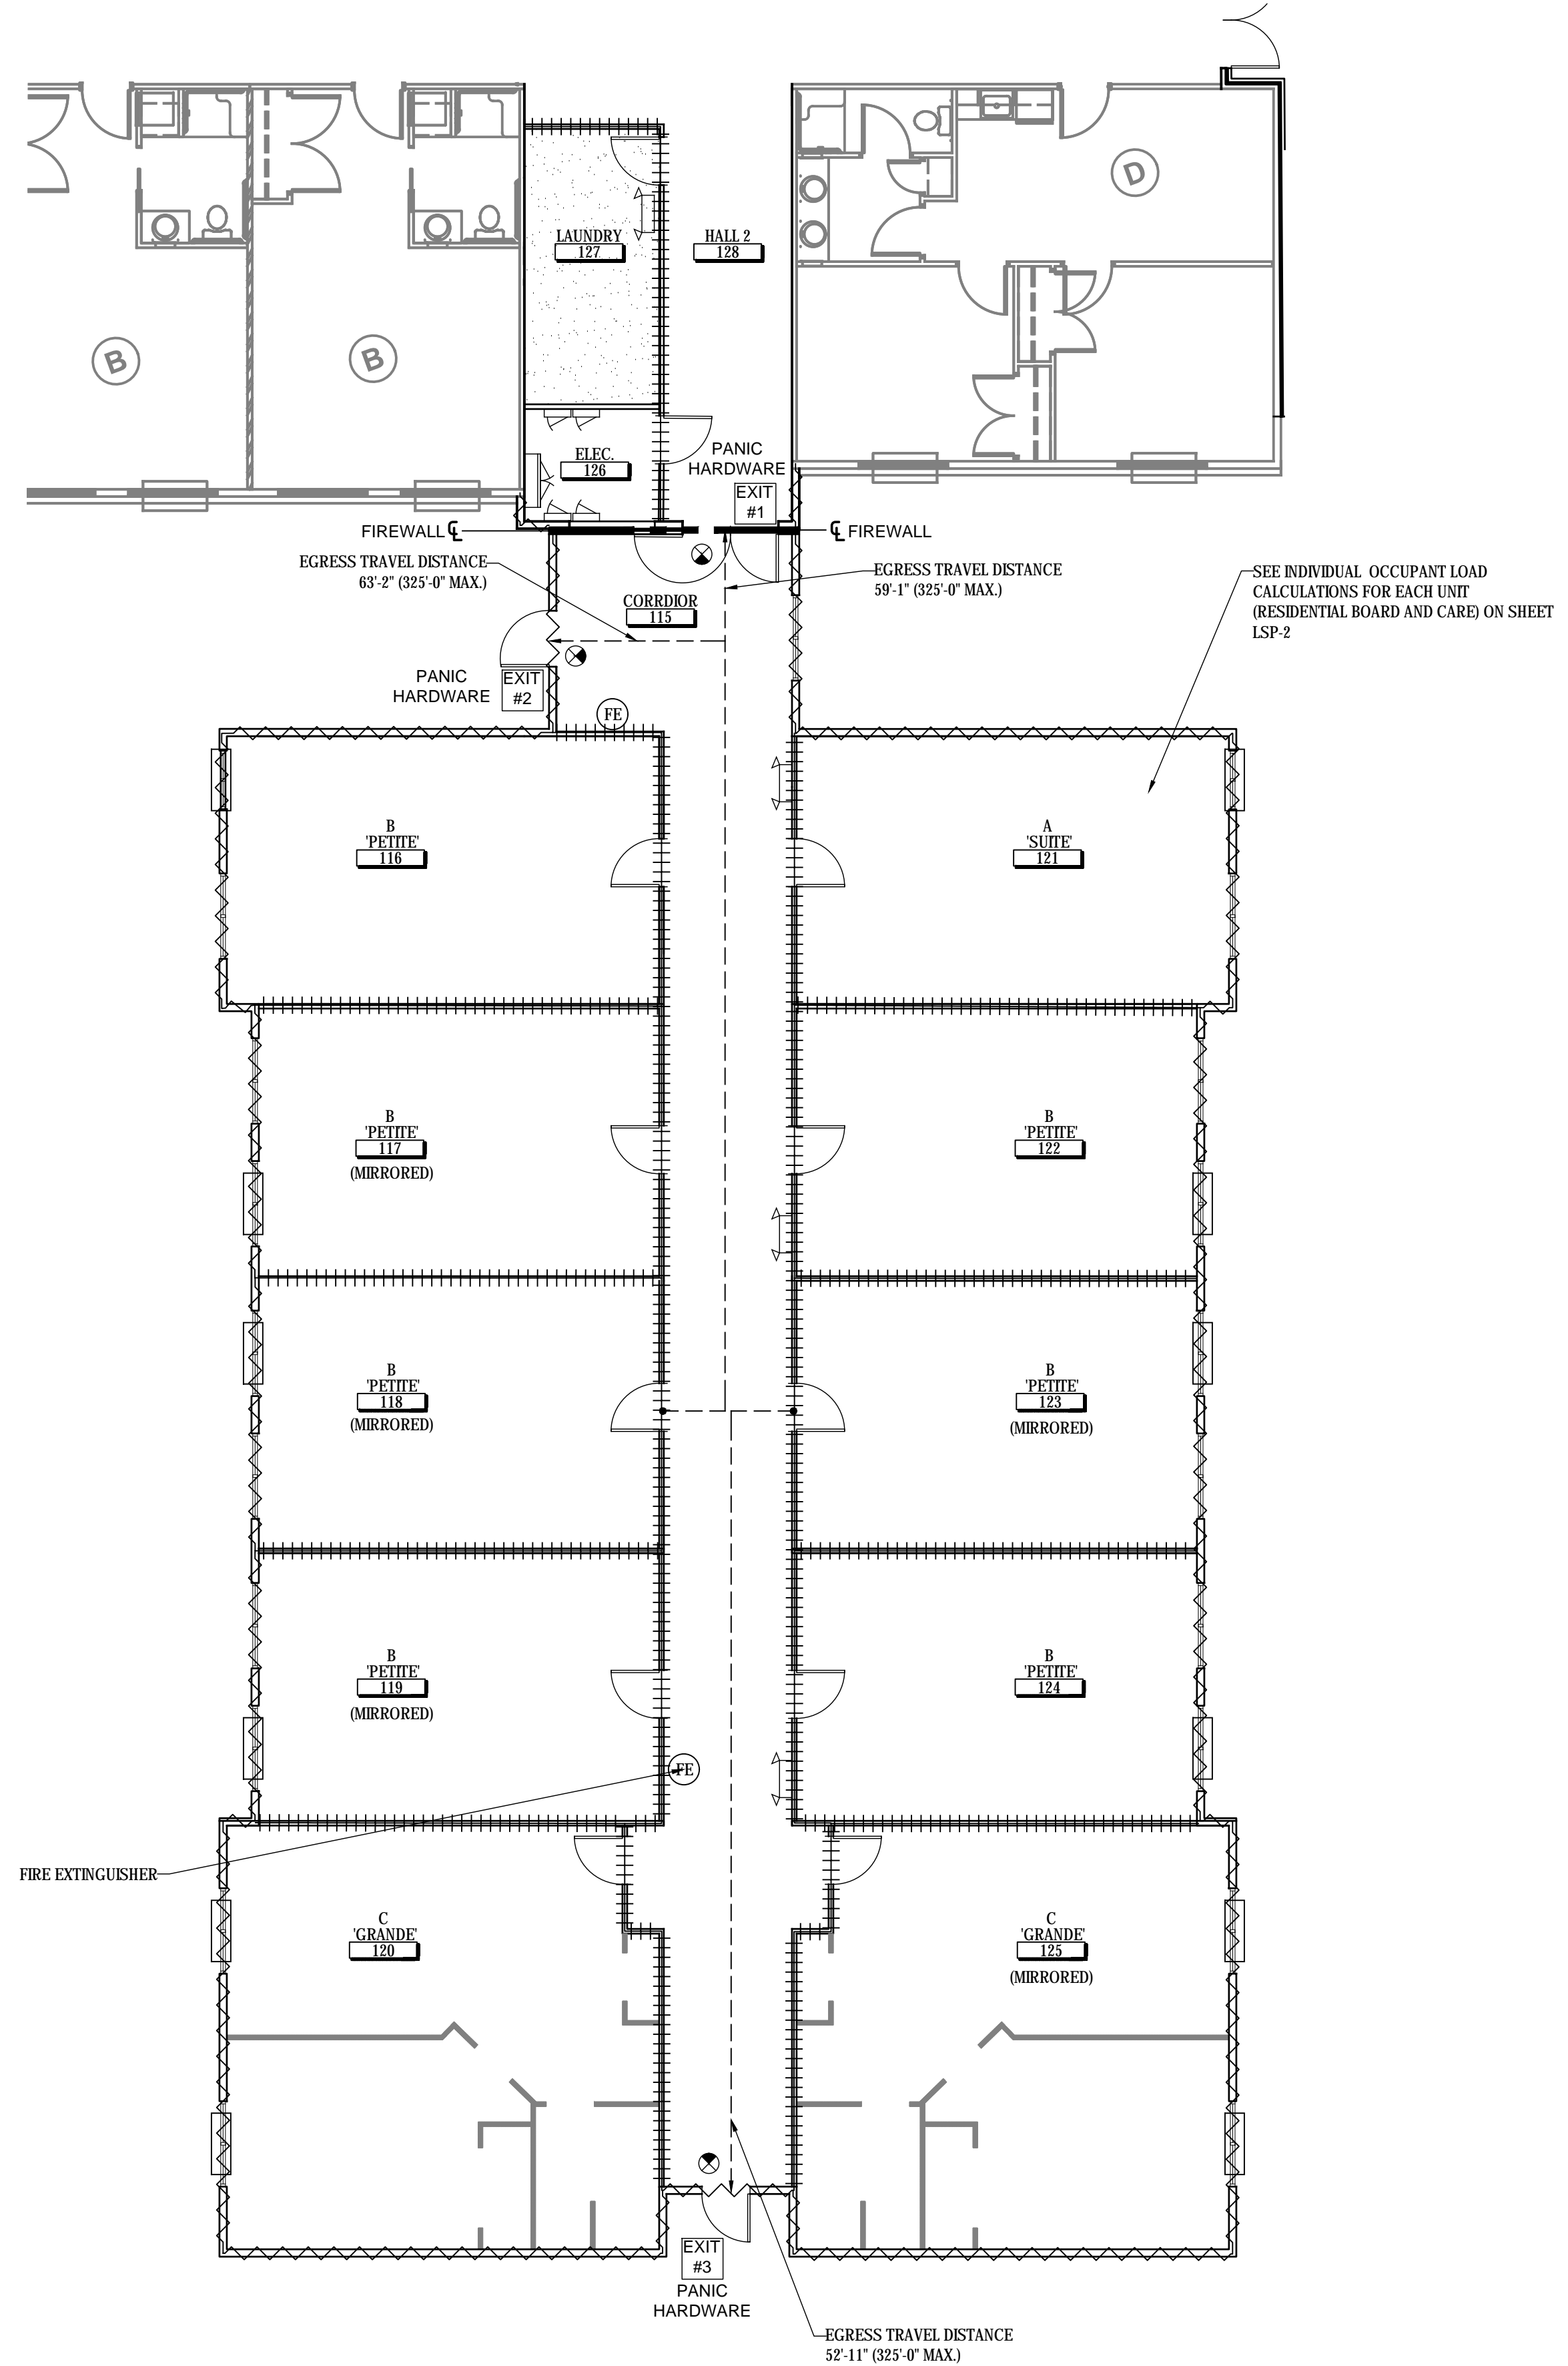 D
B
B
LAUNDRY
127
HALL 2
128
ELEC.
126
PANIC
HARDWARE
EXIT
#1
FIREWALL ℄
℄ FIREWALL
EGRESS TRAVEL DISTANCE
63'-2" (325'-0" MAX.)
EGRESS TRAVEL DISTANCE
59'-1" (325'-0" MAX.)
SEE INDIVIDUAL OCCUPANT LOAD
CALCULATIONS FOR EACH UNIT
(RESIDENTIAL BOARD AND CARE) ON SHEET
LSP-2
CORRDIOR
115
PANIC
HARDWARE
EXIT
#2
FE
B
'PETITE'
116
A
'SUITE'
121
B
'PETITE'
117
(MIRRORED)
B
'PETITE'
122
B
'PETITE'
118
(MIRRORED)
B
'PETITE'
123
(MIRRORED)
B
'PETITE'
119
(MIRRORED)
B
'PETITE'
124
FE
FIRE EXTINGUISHER
C
'GRANDE'
120
C
'GRANDE'
125
(MIRRORED)
EXIT
#3
PANIC
HARDWARE
EGRESS TRAVEL DISTANCE
52'-11" (325'-0" MAX.)